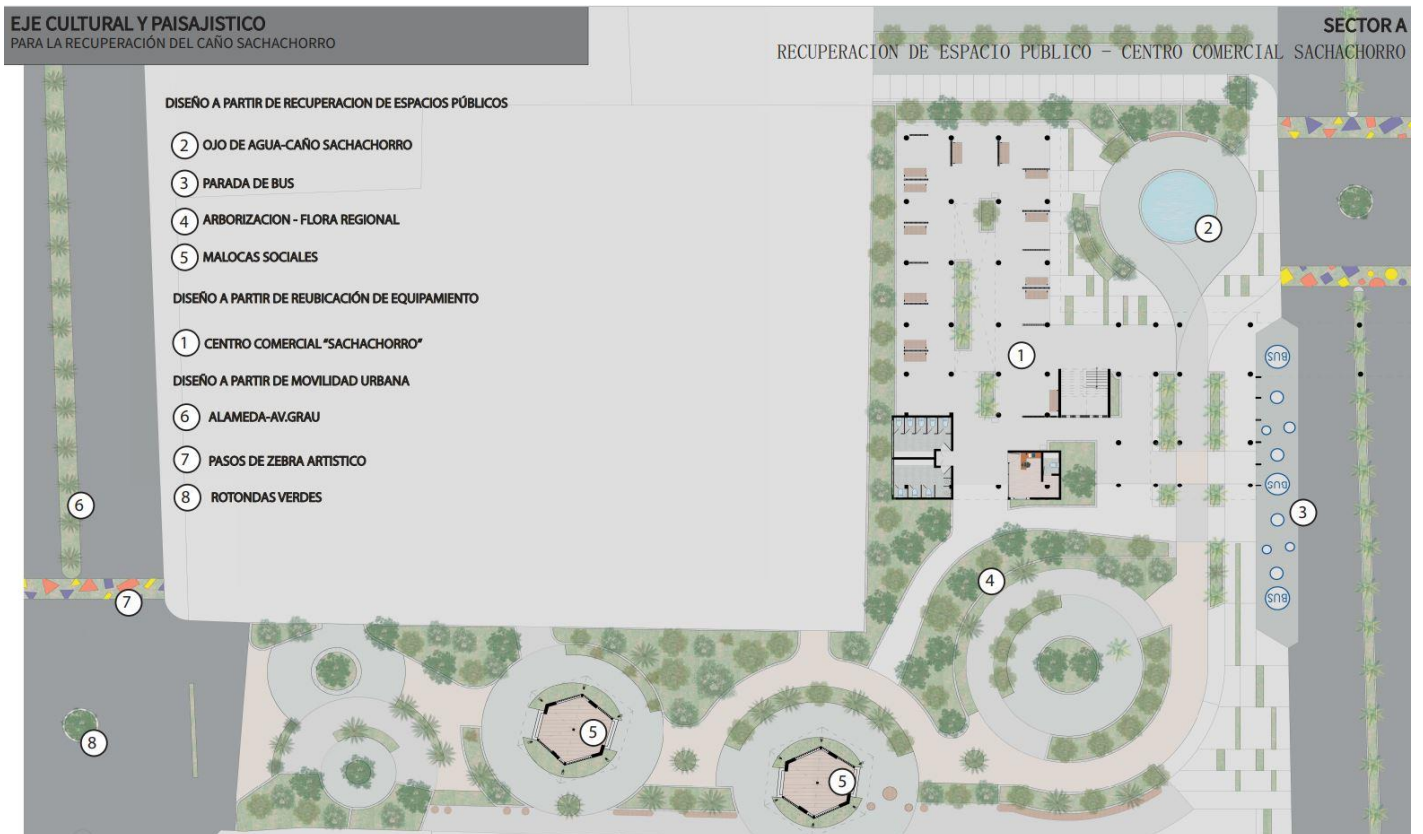 EJE CULTURAL Y PAISAJISTICO
PARA LA RECUPERACIÓN DEL CAÑO SACHACHORRO
SECTOR A
RECUPERACION DE ESPACIO PUBLICO - CENTRO COMERCIAL SACHACHORRO
DISEÑO A PARTIR DE RECUPERACION DE ESPACIOS PÚBLICOS
2 OJO DE AGUA-CAÑO SACHACHORRO
3 PARADA DE BUS
4 ARBORIZACION - FLORA REGIONAL
5 MALOCAS SOCIALES
DISEÑO A PARTIR DE REUBICACIÓN DE EQUIPAMIENTO
1 CENTRO COMERCIAL "SACHACHORRO"
DISEÑO A PARTIR DE MOVILIDAD URBANA
6 ALAMEDA-AV.GRAU
7 PASOS DE ZEBRA ARTISTICO
8 ROTONDAS VERDES
2
1
BUS
BUS
3
BUS
6
4
7
5
8
5